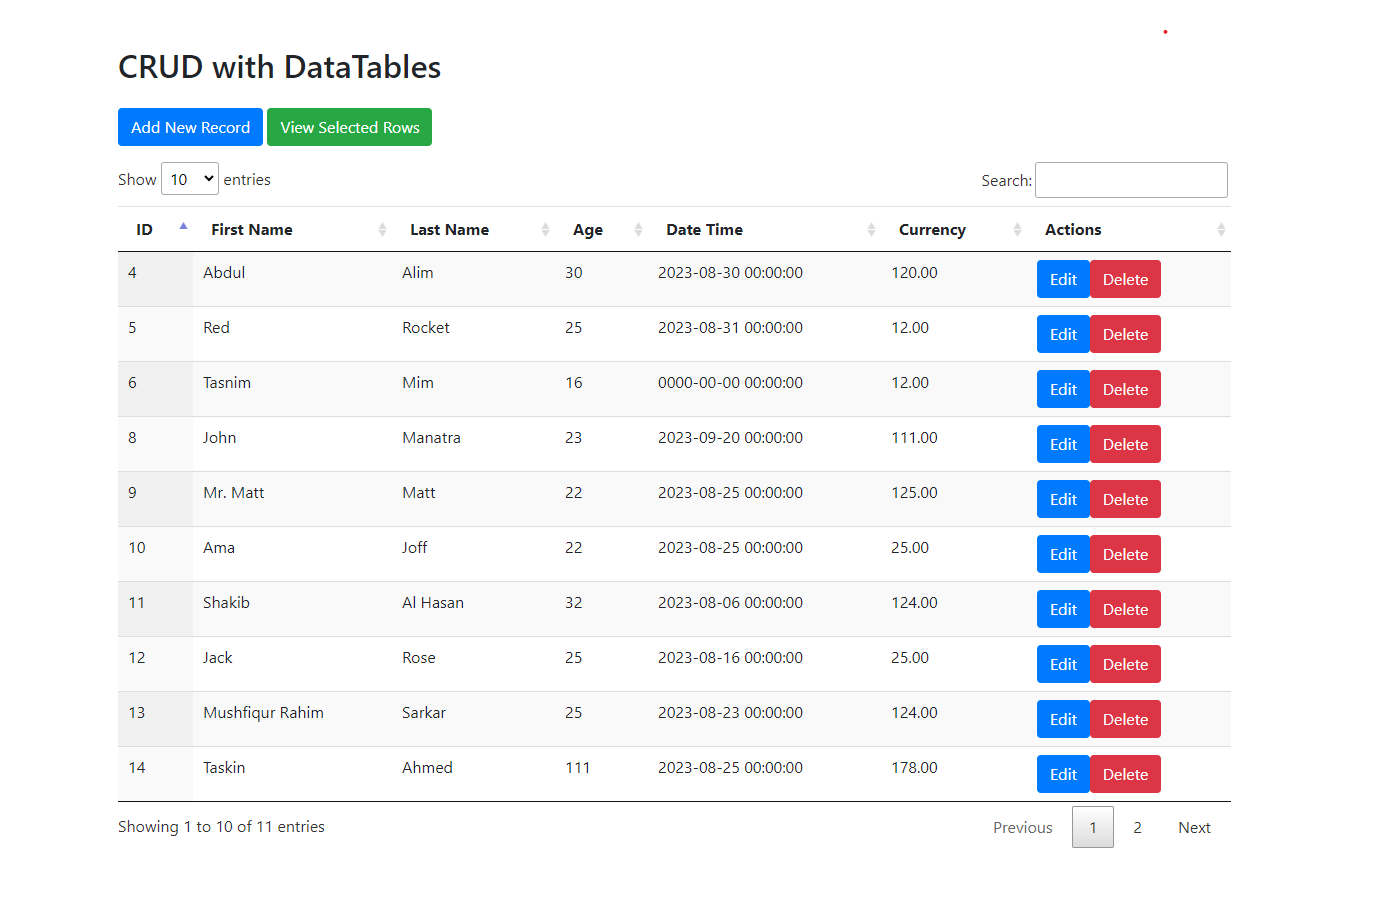 CRUD with DataTables
Add New Record View Selected Rows
Show 10 entries Search:
ID First Name Last Name Age Date Time Currency Actions
4 Abdul Alim 30 2023-08-30 00:00:00 120.00 Edit Delete
5 Red Rocket 25 2023-08-31 00:00:00 12.00 Edit Delete
6 Tasnim Mim 16 0000-00-00 00:00:00 12.00 Edit Delete
8 John Manatra 23 2023-09-20 00:00:00 111.00 Edit Delete
9 Mr. Matt Matt 22 2023-08-25 00:00:00 125.00 Edit Delete
10 Ama Joff 22 2023-08-25 00:00:00 25.00 Edit Delete
11 Shakib Al Hasan 32 2023-08-06 00:00:00 124.00 Edit Delete
12 Jack Rose 25 2023-08-16 00:00:00 25.00 Edit Delete
13 Mushfiqur Rahim Sarkar 25 2023-08-23 00:00:00 124.00 Edit Delete
14 Taskin Ahmed 111 2023-08-25 00:00:00 178.00 Edit Delete
Showing 1 to 10 of 11 entries Previous 1 2 Next